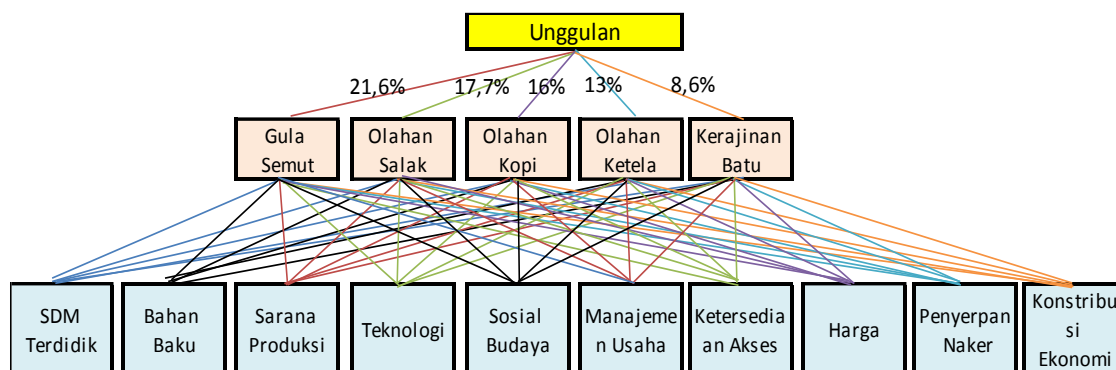 Unggulan
21,6%
17,7%
16%
13%
8,6%
Gula
Semut
Olahan
Salak
Olahan
Kopi
Olahan
Ketela
Kerajinan
Batu
SDM
Terdidik
Bahan
Baku
Sarana
Produksi
Teknologi
Sosial
Budaya
Manajeme
n Usaha
Ketersedia
an Akses
Harga
Penyerpan
Naker
Konstribu
si
Ekonomi